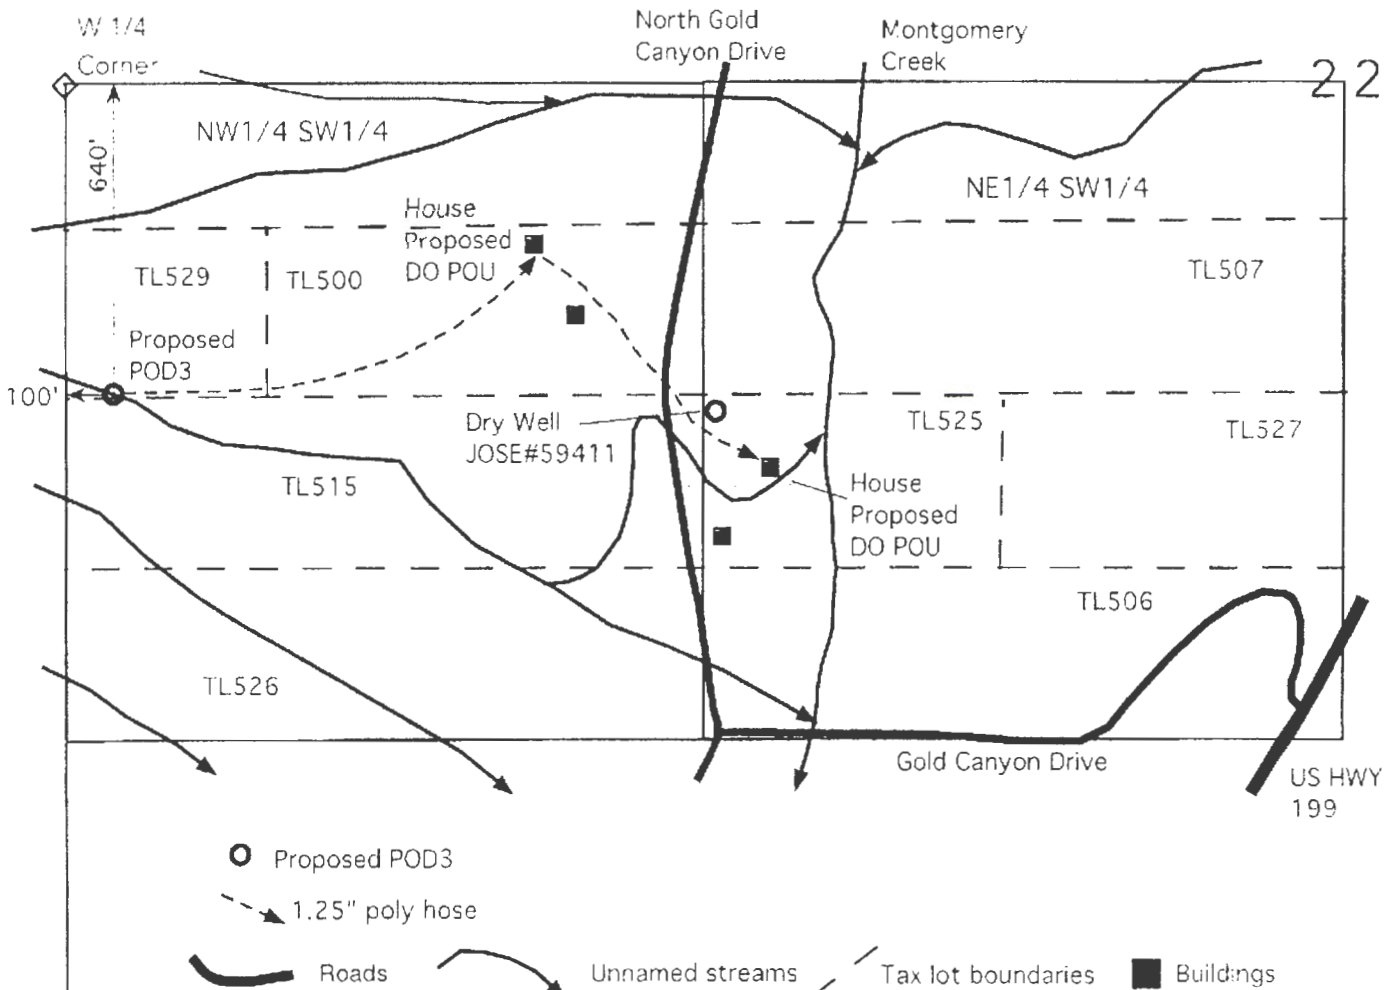 W 1/4
Corner
North Gold
Canyon Drive
Montgomery
Creek
22
NW1/4 SW1/4
640'
NE1/4 SW1/4
House
Proposed
DO POU
TL529
TL500
TL507
Proposed
POD3
100'
Dry Well
JOSE#59411
TL525
TL527
TL515
House
Proposed
DO POU
TL506
TL526
Gold Canyon Drive
US HWY
199
Proposed POD3
1.25" poly hose
Roads
Unnamed streams
Tax lot boundaries
Buildings